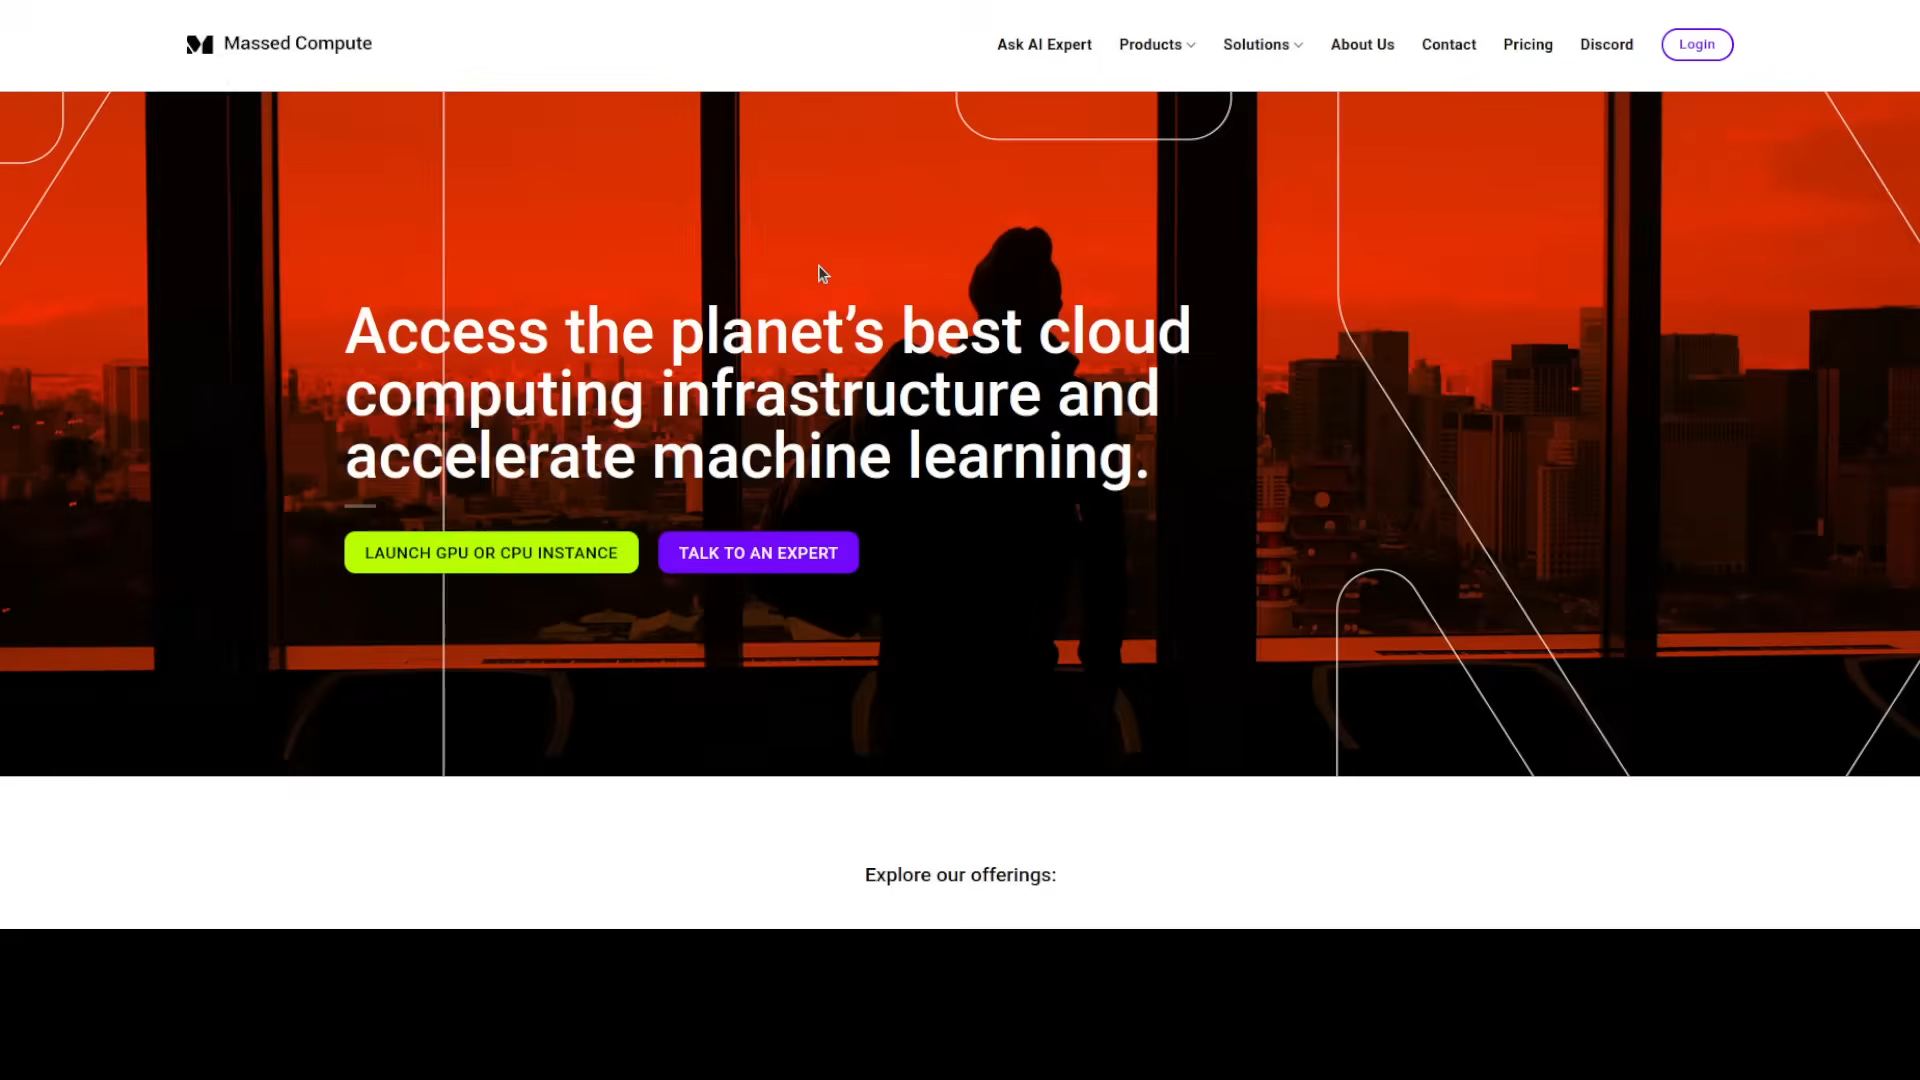 Massed Compute
Ask AI Expert
Products
Solutions
About Us
Contact
Pricing
Discord
Login
Access the planet’s best cloud
computing infrastructure and
accelerate machine learning.
LAUNCH GPU OR CPU INSTANCE
TALK TO AN EXPERT
Explore our offerings: